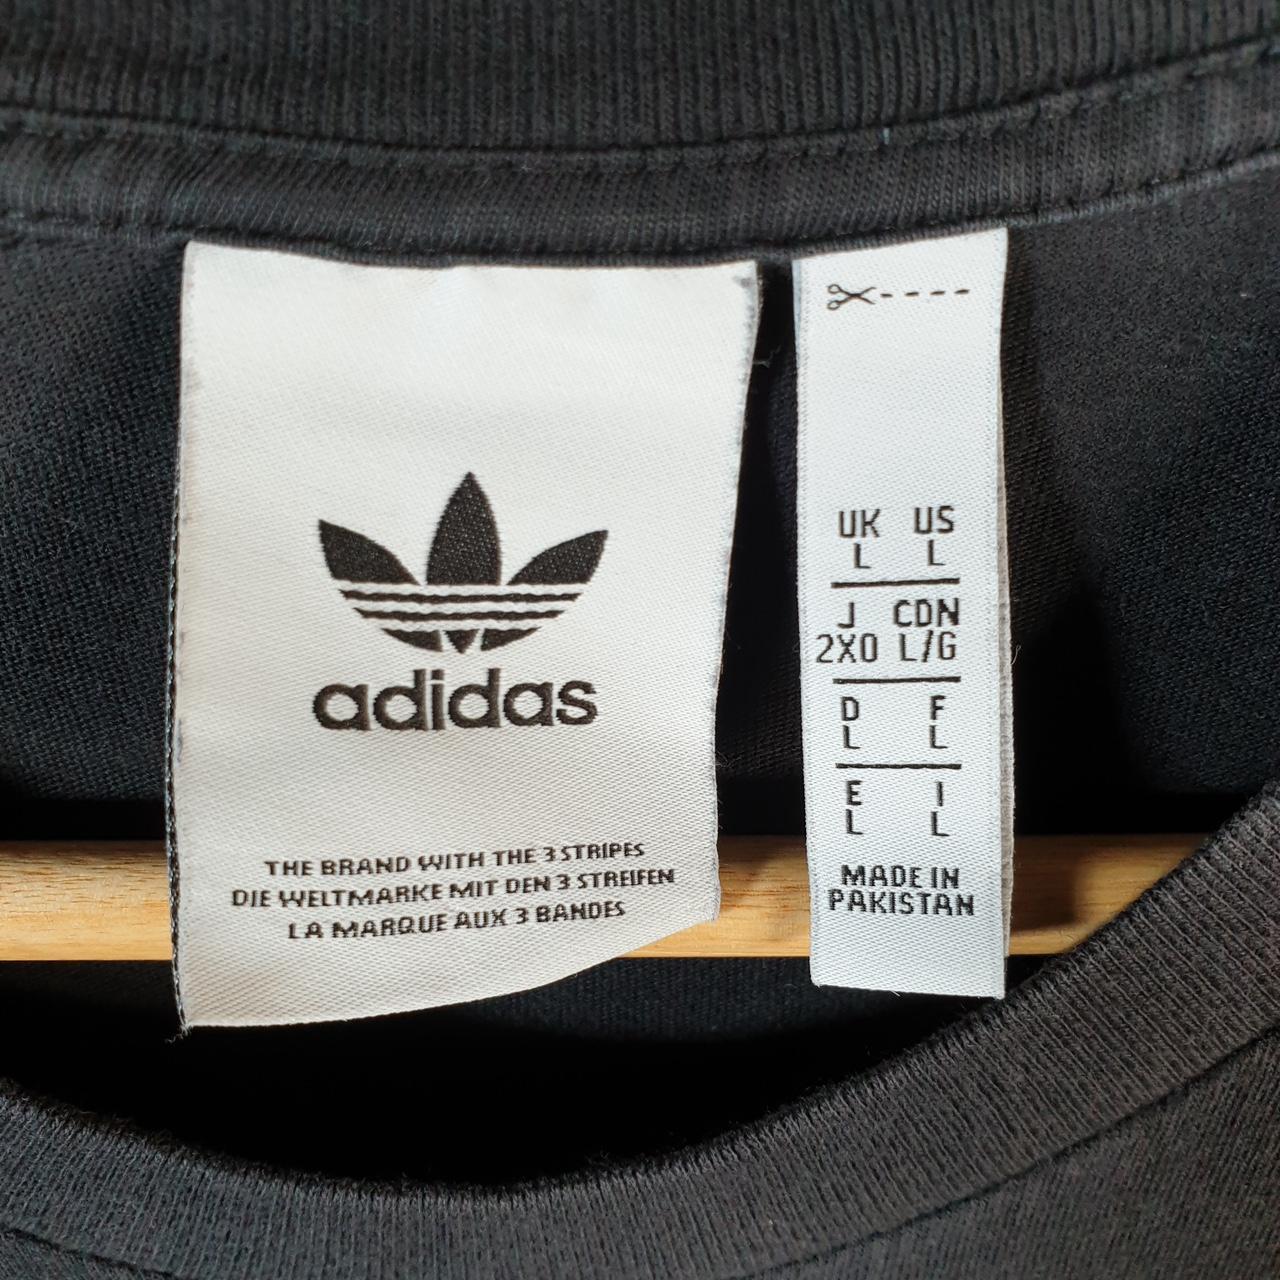 adidas
THE BRAND WITH THE 3 STRIPES
DIE WELTMARKE MIT DEN 3 STREIFEN
LA MARQUE AUX 3 BANDES
UK US
L L
J CDN
2XO L/G
D F
L L
E I
L L
MADE IN
PAKISTAN